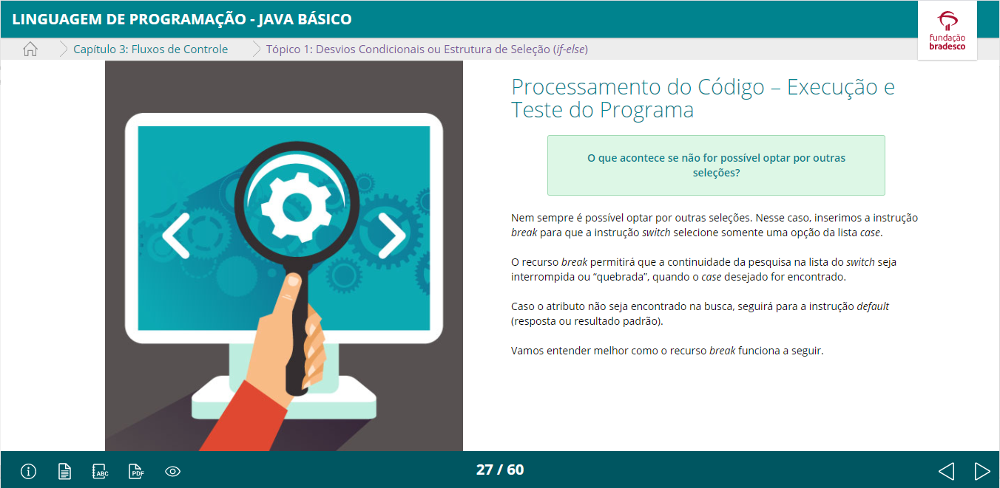 LINGUAGEM DE PROGRAMAÇÃO - JAVA BÁSICO
fundação
bradesco
Capítulo 3: Fluxos de Controle
Tópico 1: Desvios Condicionais ou Estrutura de Seleção (if-else)
Processamento do Código – Execução e
Teste do Programa
O que acontece se não for possível optar por outras
seleções?
Nem sempre é possível optar por outras seleções. Nesse caso, inserimos a instrução
break para que a instrução switch selecione somente uma opção da lista case.
O recurso break permitirá que a continuidade da pesquisa na lista do switch seja
interrompida ou “quebrada”, quando o case desejado for encontrado.
Caso o atributo não seja encontrado na busca, seguirá para a instrução default
(resposta ou resultado padrão).
Vamos entender melhor como o recurso break funciona a seguir.
ABC
PDF
27 / 60